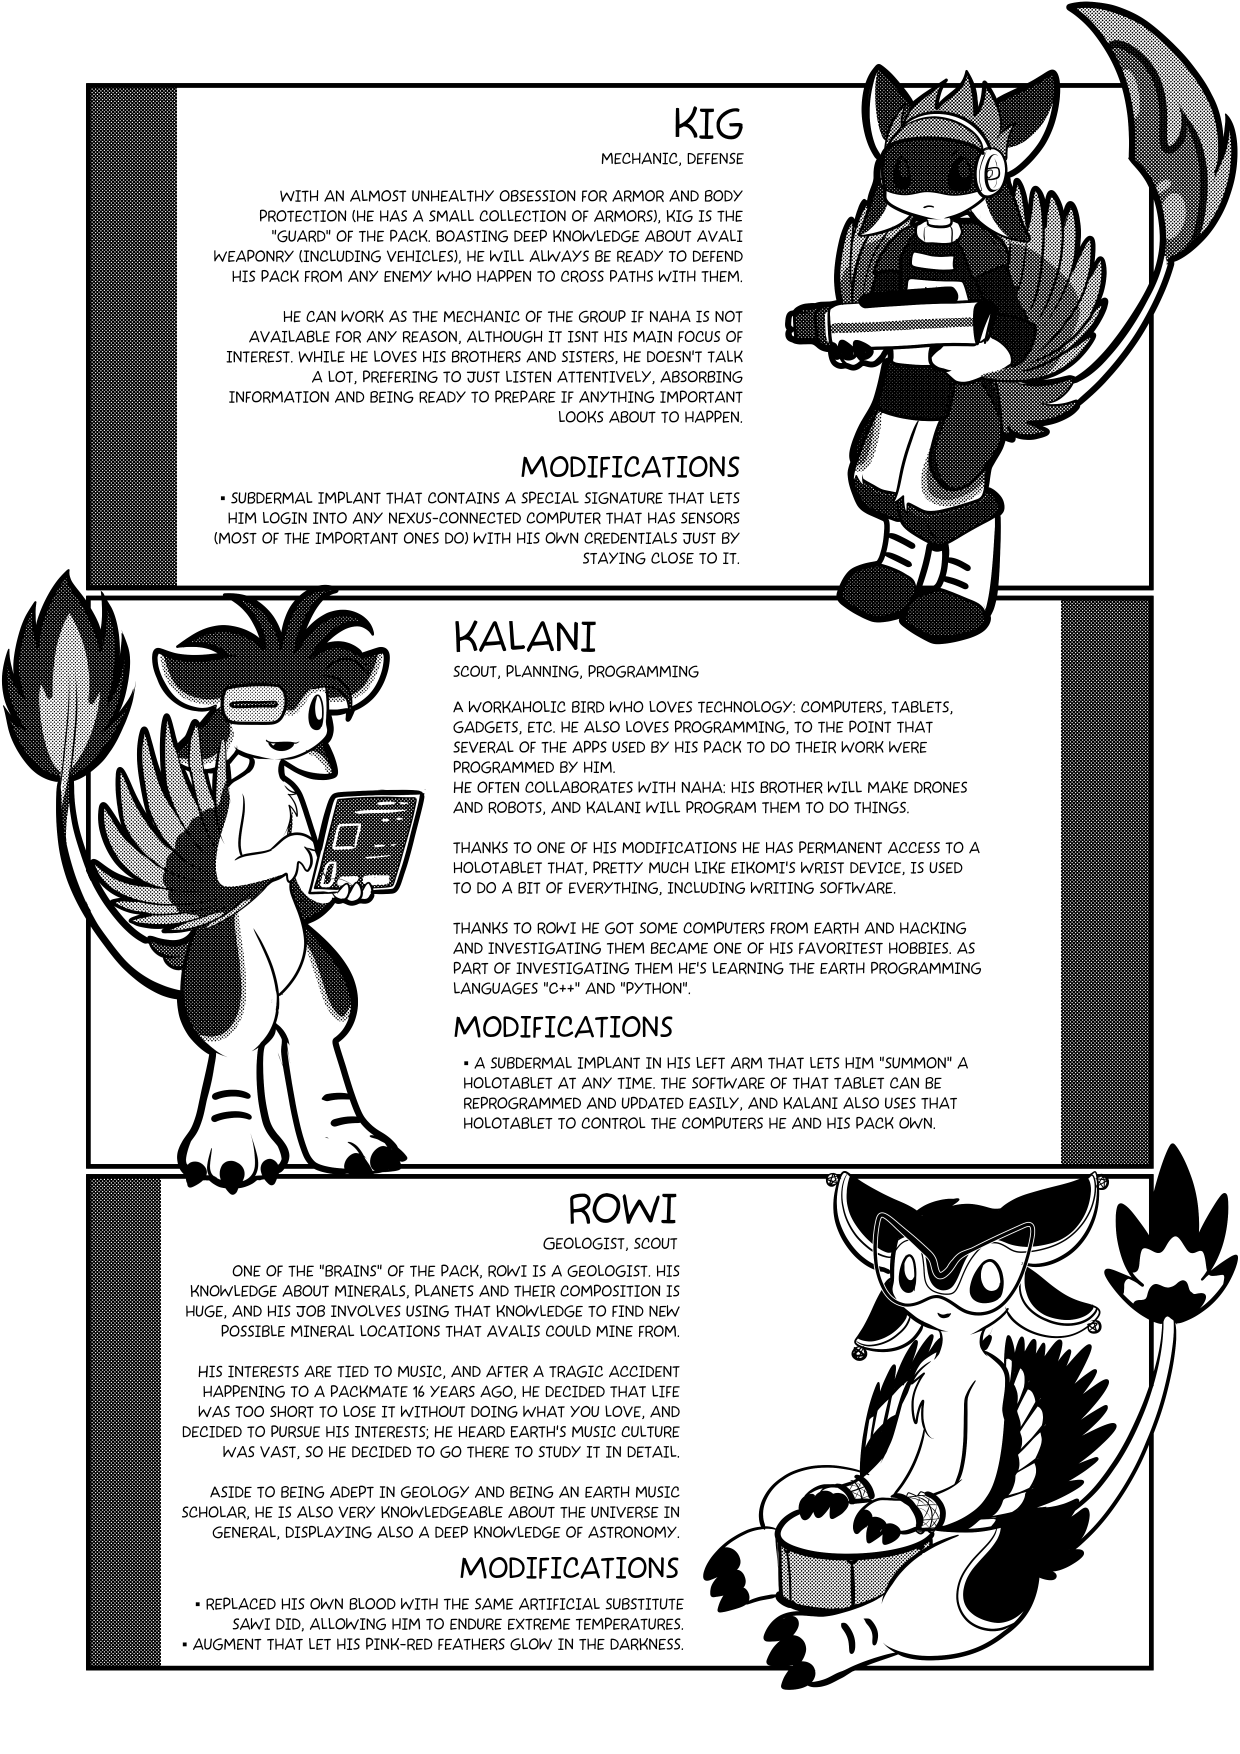 KIG
MECHANIC, DEFENSE
WITH AN ALMOST UNHEALTHY OBSESSION FOR ARMOR AND BODY
PROTECTION (HE HAS A SMALL COLLECTION OF ARMORS), KIG IS THE
"GUARD" OF THE PACK. BOASTING DEEP KNOWLEDGE ABOUT AVALI
WEAPONRY (INCLUDING VEHICLES), HE WILL ALWAYS BE READY TO DEFEND
HIS PACK FROM ANY ENEMY WHO HAPPEN TO CROSS PATHS WITH THEM.
HE CAN WORK AS THE MECHANIC OF THE GROUP IF NAHA IS NOT
AVAILABLE FOR ANY REASON, ALTHOUGH IT ISNT HIS MAIN FOCUS OF
INTEREST. WHILE HE LOVES HIS BROTHERS AND SISTERS, HE DOESN'T TALK
A LOT, PREFERING TO JUST LISTEN ATTENTIVELY, ABSORBING
INFORMATION AND BEING READY TO PREPARE IF ANYTHING IMPORTANT
LOOKS ABOUT TO HAPPEN.
MODIFICATIONS
▪ SUBDERMAL IMPLANT THAT CONTAINS A SPECIAL SIGNATURE THAT LETS
HIM LOGIN INTO ANY NEXUS-CONNECTED COMPUTER THAT HAS SENSORS
(MOST OF THE IMPORTANT ONES DO) WITH HIS OWN CREDENTIALS JUST BY
STAYING CLOSE TO IT.
KALANI
SCOUT, PLANNING, PROGRAMMING
A WORKAHOLIC BIRD WHO LOVES TECHNOLOGY: COMPUTERS, TABLETS,
GADGETS, ETC. HE ALSO LOVES PROGRAMMING, TO THE POINT THAT
SEVERAL OF THE APPS USED BY HIS PACK TO DO THEIR WORK WERE
PROGRAMMED BY HIM.
HE OFTEN COLLABORATES WITH NAHA: HIS BROTHER WILL MAKE DRONES
AND ROBOTS, AND KALANI WILL PROGRAM THEM TO DO THINGS.
THANKS TO ONE OF HIS MODIFICATIONS HE HAS PERMANENT ACCESS TO A
HOLOTABLET THAT, PRETTY MUCH LIKE EIKOMI'S WRIST DEVICE, IS USED
TO DO A BIT OF EVERYTHING, INCLUDING WRITING SOFTWARE.
THANKS TO ROWI HE GOT SOME COMPUTERS FROM EARTH AND HACKING
AND INVESTIGATING THEM BECAME ONE OF HIS FAVORITEST HOBBIES. AS
PART OF INVESTIGATING THEM HE'S LEARNING THE EARTH PROGRAMMING
LANGUAGES "C++" AND "PYTHON".
MODIFICATIONS
▪ A SUBDERMAL IMPLANT IN HIS LEFT ARM THAT LETS HIM "SUMMON" A
HOLOTABLET AT ANY TIME. THE SOFTWARE OF THAT TABLET CAN BE
REPROGRAMMED AND UPDATED EASILY, AND KALANI ALSO USES THAT
HOLOTABLET TO CONTROL THE COMPUTERS HE AND HIS PACK OWN.
ROWI
GEOLOGIST, SCOUT
ONE OF THE "BRAINS" OF THE PACK, ROWI IS A GEOLOGIST. HIS
KNOWLEDGE ABOUT MINERALS, PLANETS AND THEIR COMPOSITION IS
HUGE, AND HIS JOB INVOLVES USING THAT KNOWLEDGE TO FIND NEW
POSSIBLE MINERAL LOCATIONS THAT AVALIS COULD MINE FROM.
HIS INTERESTS ARE TIED TO MUSIC, AND AFTER A TRAGIC ACCIDENT
HAPPENING TO A PACKMATE 16 YEARS AGO, HE DECIDED THAT LIFE
WAS TOO SHORT TO LOSE IT WITHOUT DOING WHAT YOU LOVE, AND
DECIDED TO PURSUE HIS INTERESTS; HE HEARD EARTH'S MUSIC CULTURE
WAS VAST, SO HE DECIDED TO GO THERE TO STUDY IT IN DETAIL.
ASIDE TO BEING ADEPT IN GEOLOGY AND BEING AN EARTH MUSIC
SCHOLAR, HE IS ALSO VERY KNOWLEDGEABLE ABOUT THE UNIVERSE IN
GENERAL, DISPLAYING ALSO A DEEP KNOWLEDGE OF ASTRONOMY.
MODIFICATIONS
▪ REPLACED HIS OWN BLOOD WITH THE SAME ARTIFICIAL SUBSTITUTE
SAWI DID, ALLOWING HIM TO ENDURE EXTREME TEMPERATURES.
▪ AUGMENT THAT LET HIS PINK-RED FEATHERS GLOW IN THE DARKNESS.